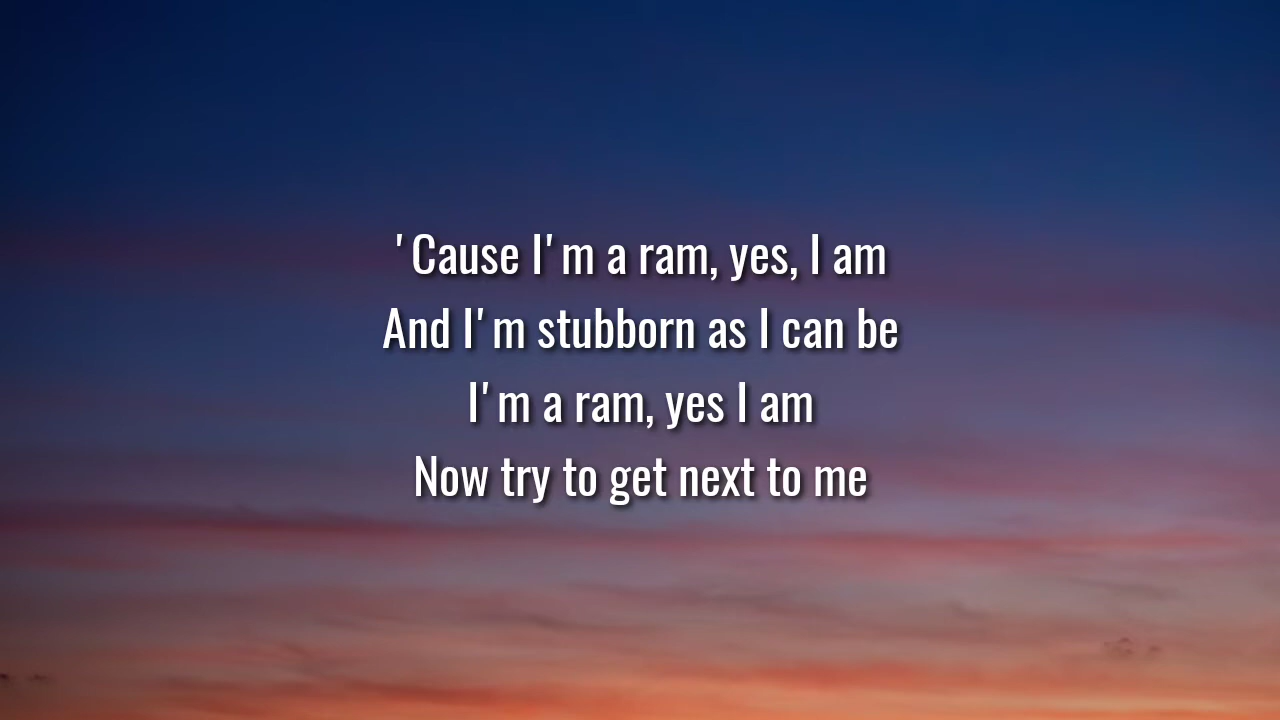 'Cause I'm a ram, yes, I am
And I'm stubborn as I can be
I'm a ram, yes I am
Now try to get next to me